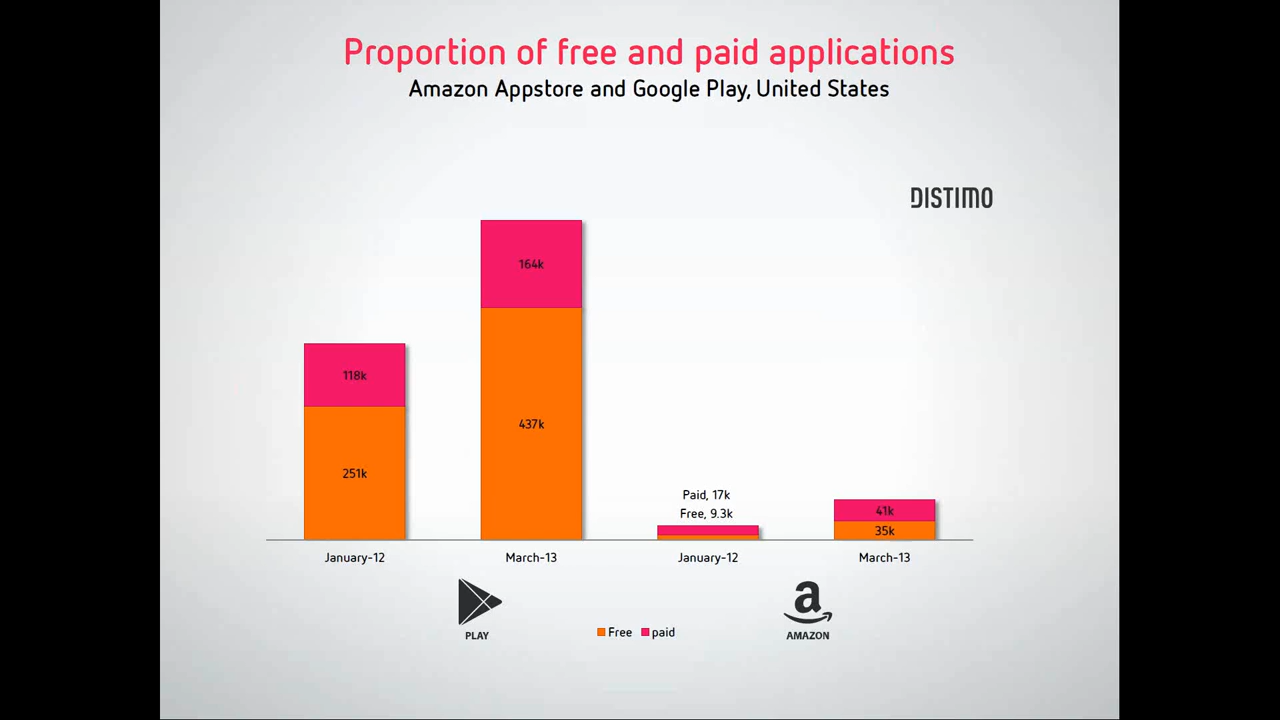 Proportion of free and paid applications
Amazon Appstore and Google Play, United States
DISTIMO
164k
118k
437k
251k
Paid, 17k
Free, 9.3k
41k
35k
January-12
March-13
January-12
March-13
a
PLAY
Free
paid
AMAZON